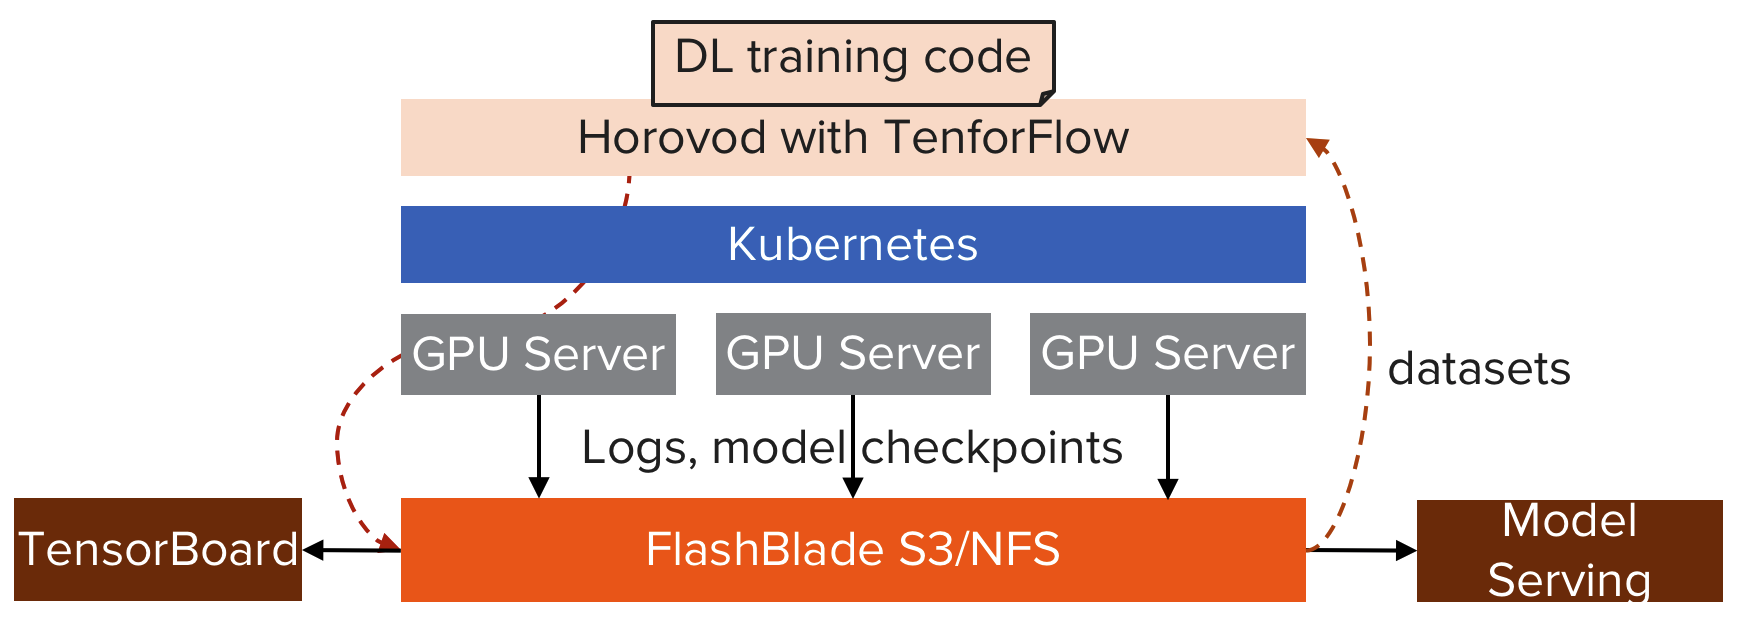 DL training code
Horovod with TenforFlow
Kubernetes
GPU Server
GPU Server
GPU Server
datasets
Logs, model checkpoints
TensorBoard
FlashBlade S3/NFS
Model
Serving